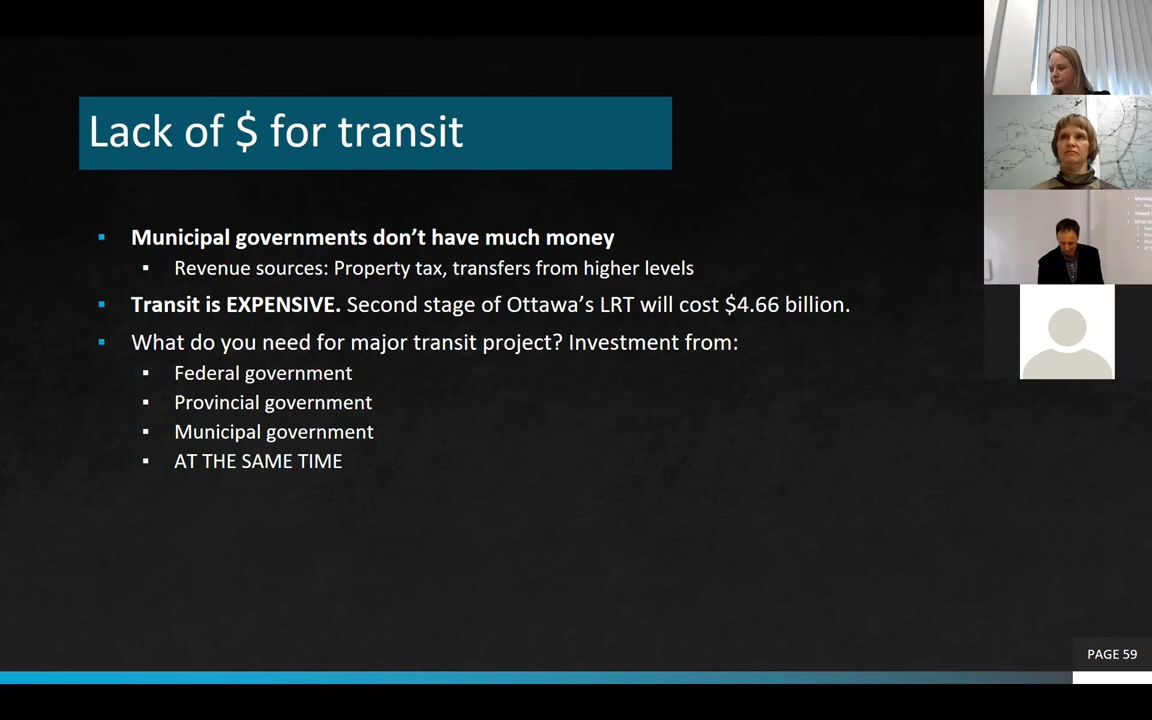 Lack of $ for transit
Municipal governments don't have much money
Revenue sources: Property tax, transfers from higher levels
Transit is EXPENSIVE. Second stage of Ottawa's LRT will cost $4.66 billion.
What do you need for major transit project? Investment from:
Federal government
Provincial government
Municipal government
AT THE SAME TIME
PAGE 59